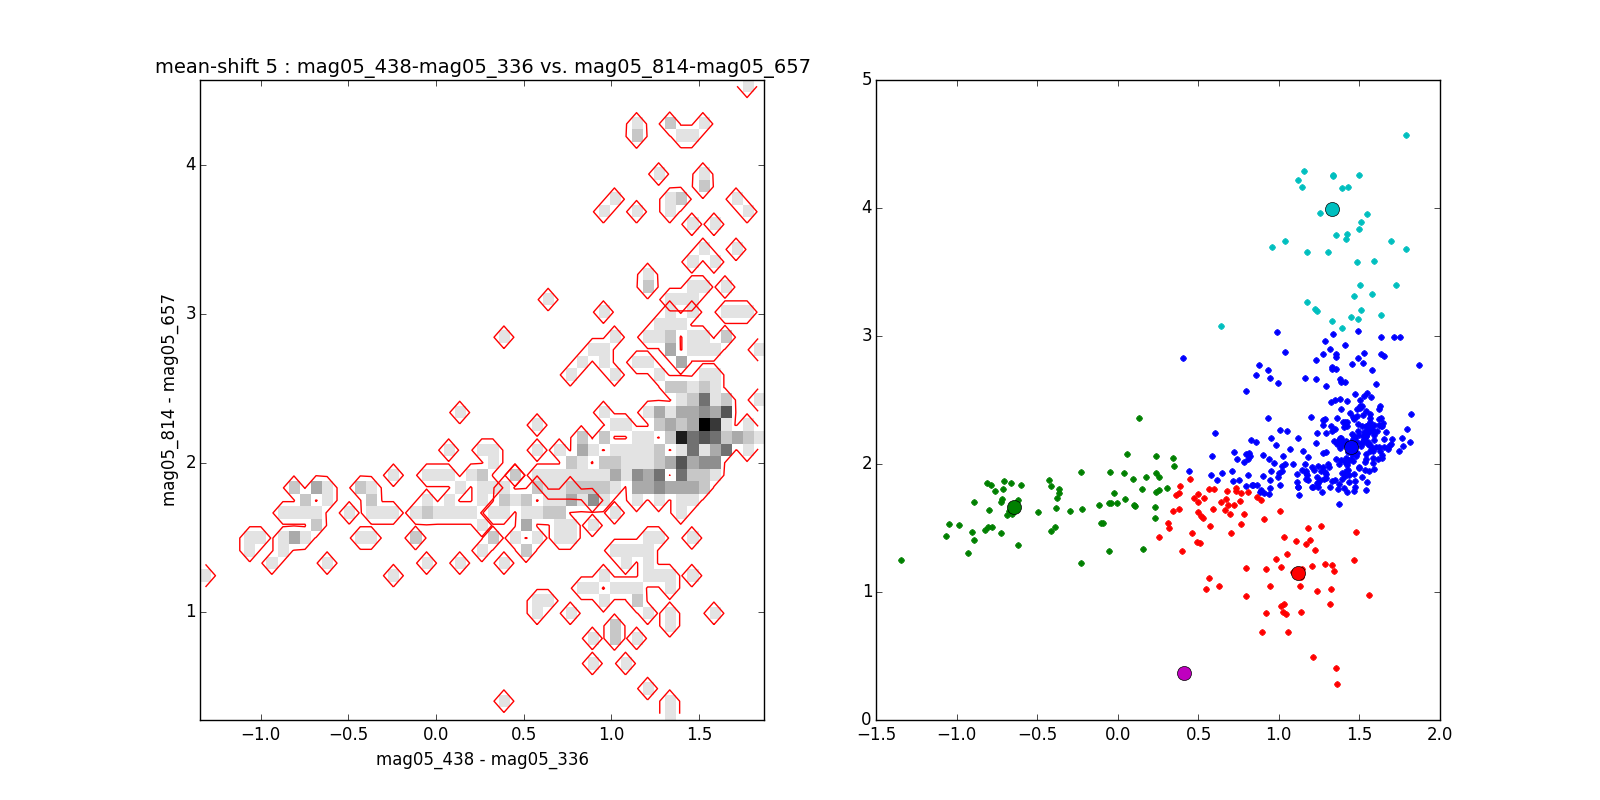 mean-shift 5 : mag05_438-mag05_336 vs. mag05_814-mag05_657
mag05_814 - mag05_657
4
3
2
1
−1.0 −0.5 0.0 0.5 1.0 1.5
mag05_438 - mag05_336
5
4
3
2
1
0
−1.5 −1.0 −0.5 0.0 0.5 1.0 1.5 2.0